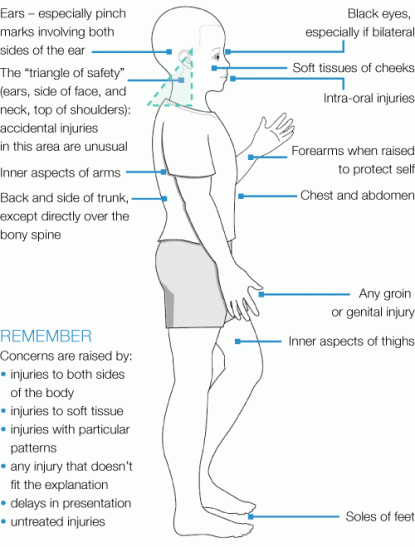 Ears – especially pinch
marks involving both
sides of the ear
The “triangle of safety”
(ears, side of face, and
neck, top of shoulders):
accidental injuries
in this area are unusual
Inner aspects of arms
Back and side of trunk,
except directly over the
bony spine
Black eyes,
especially if bilateral
Soft tissues of cheeks
Intra-oral injuries
Forearms when raised
to protect self
Chest and abdomen
Any groin
or genital injury
Inner aspects of thighs
Soles of feet
REMEMBER
Concerns are raised by:
• injuries to both sides
of the body
• injuries to soft tissue
• injuries with particular
patterns
• any injury that doesn’t
fit the explanation
• delays in presentation
• untreated injuries